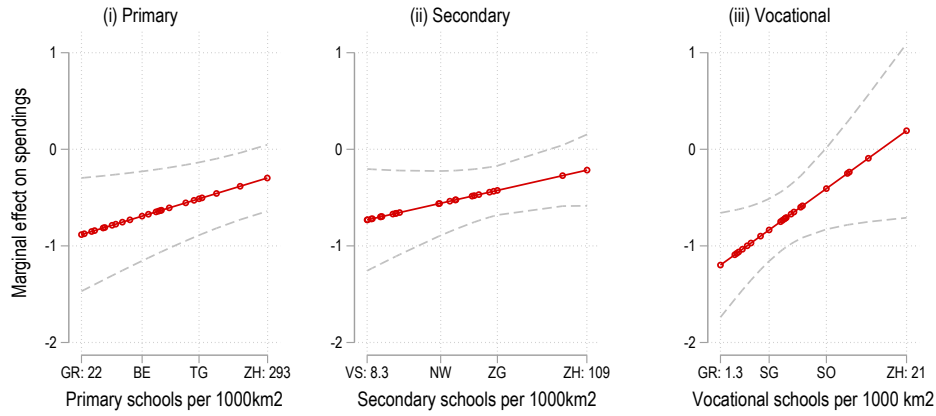 (i) Primary
(ii) Secondary
(iii) Vocational
Marginal effect on spendings
1
0
-1
-2
GR: 22 BE TG ZH: 293
Primary schools per 1000km2
1
0
-1
-2
VS: 8.3 NW ZG ZH: 109
Secondary schools per 1000km2
1
0
-1
-2
GR: 1.3 SG SO ZH: 21
Vocational schools per 1000 km2